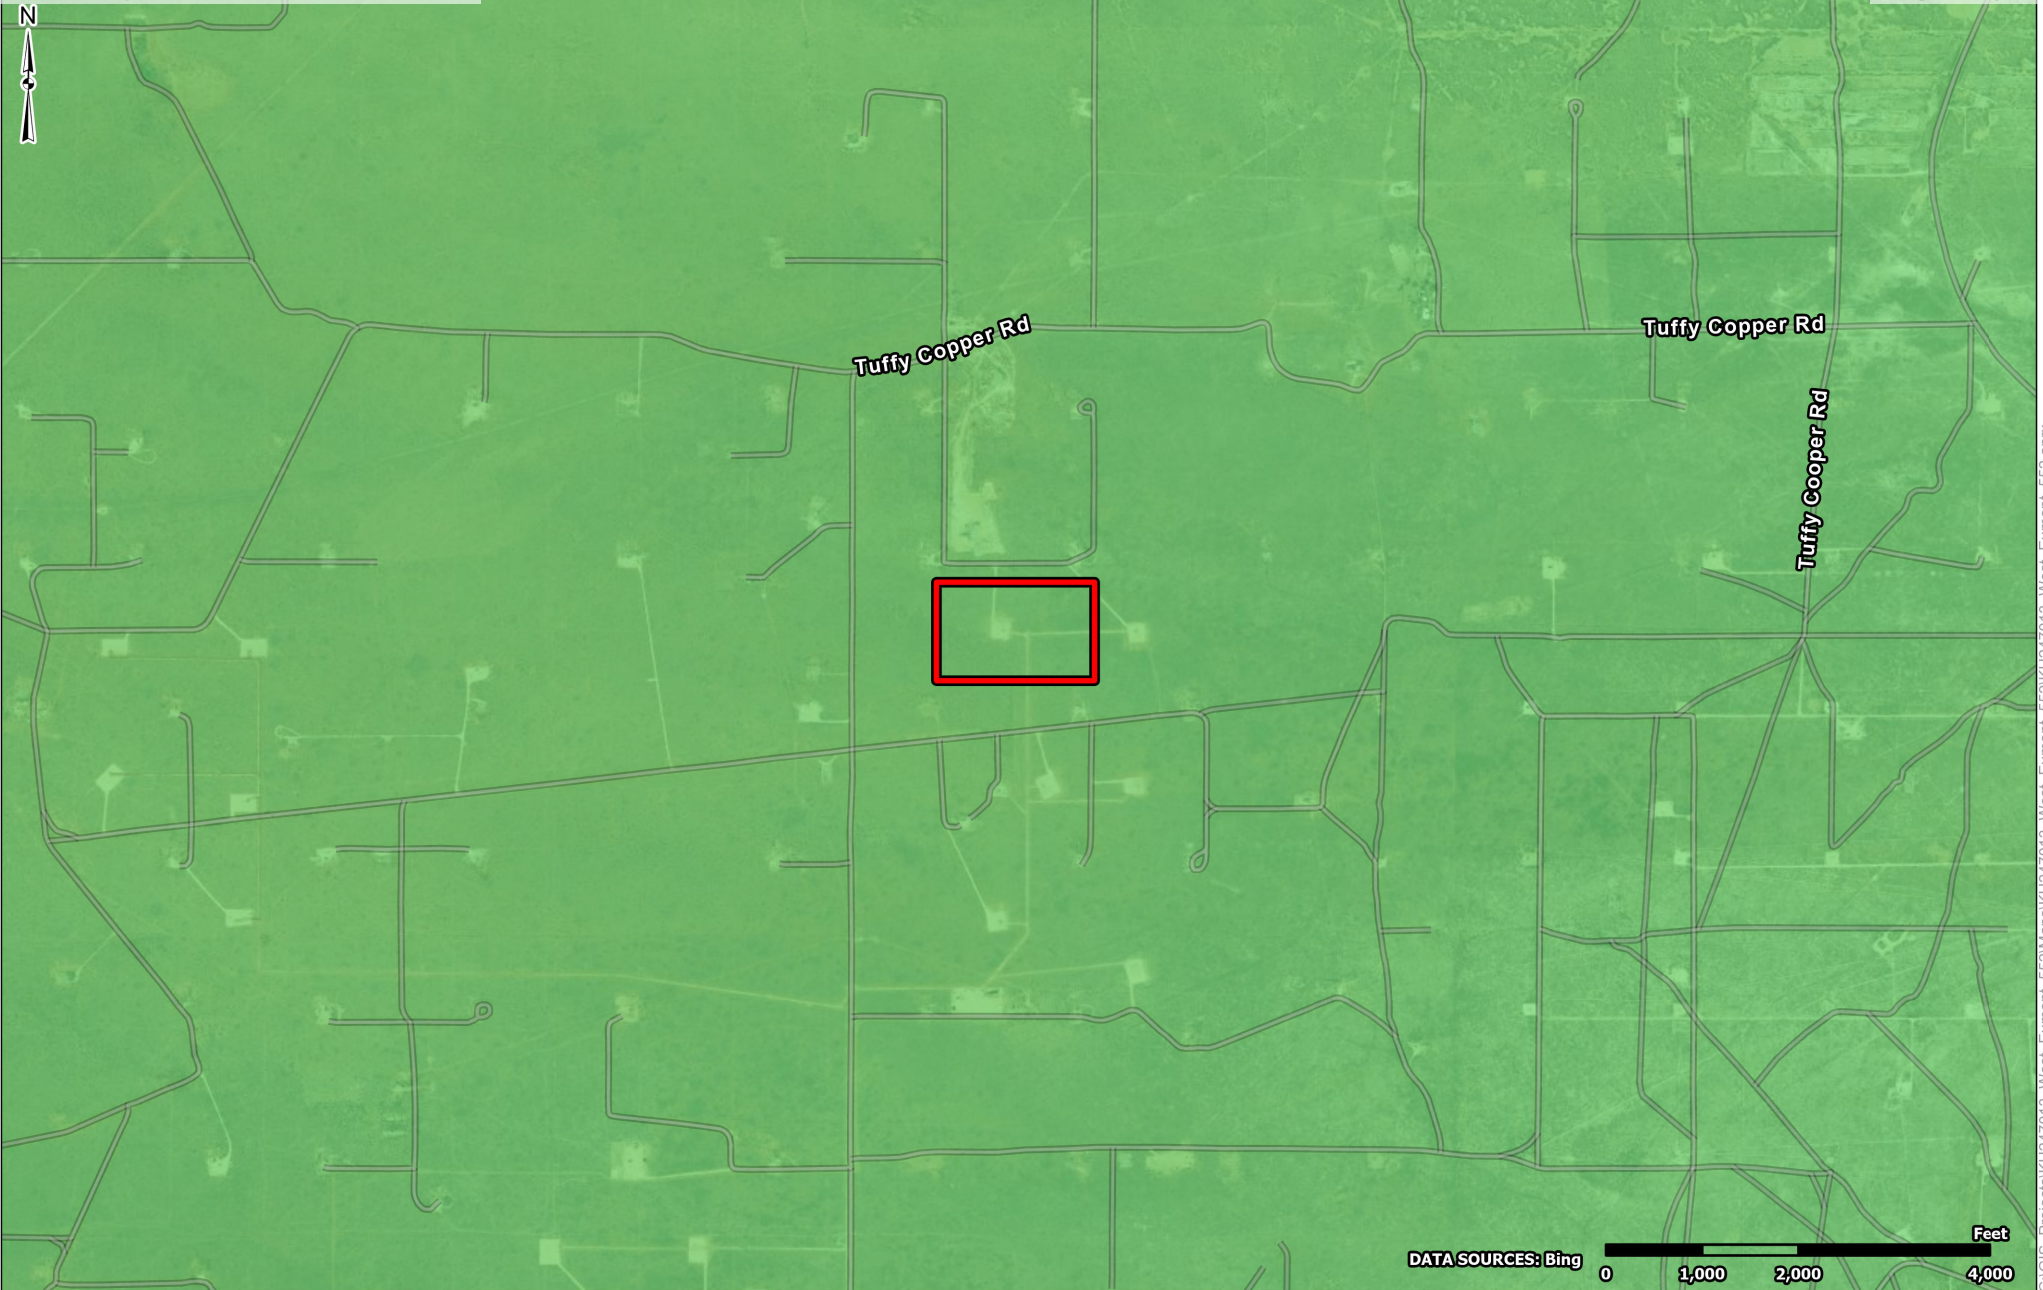 N
Tuffy Copper Rd
Tuffy Copper Rd
Tuffy Cooper Rd
Feet
DATA SOURCES: Bing
0 1,000 2,000 4,000